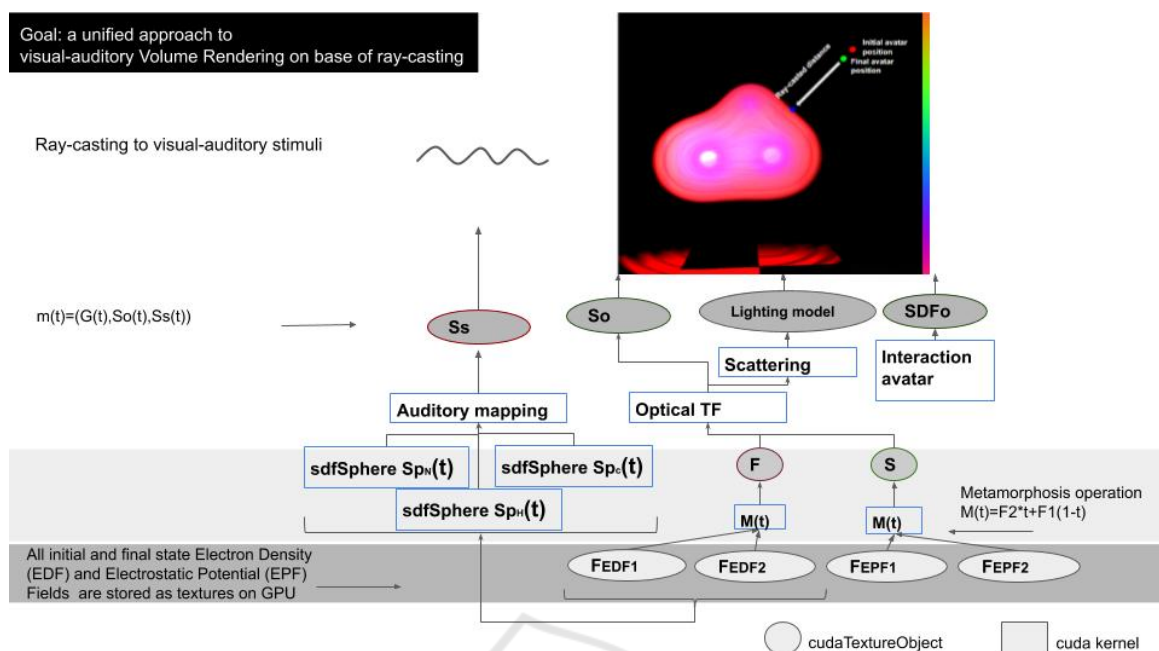 Goal: a unified approach to
visual-auditory Volume Rendering on base of ray-casting
Initial avatar
position
Final avatar
position
Ray-casted distance
Ray-casting to visual-auditory stimuli
m(t)=(G(t),So(t),Ss(t))
Ss
So
Lighting model
SDFo
Scattering
Interaction
avatar
Auditory mapping
Optical TF
sdfSphere SpN(t)
sdfSphere Spc(t)
sdfSphere SpH(t)
F
S
M(t)
M(t)
Metamorphosis operation
M(t)=F2*t+F1(1-t)
All initial and final state Electron Density
(EDF) and Electrostatic Potential (EPF)
Fields are stored as textures on GPU
FEDF1
FEDF2
FEPF1
FEPF2
cudaTextureObject
cuda kernel